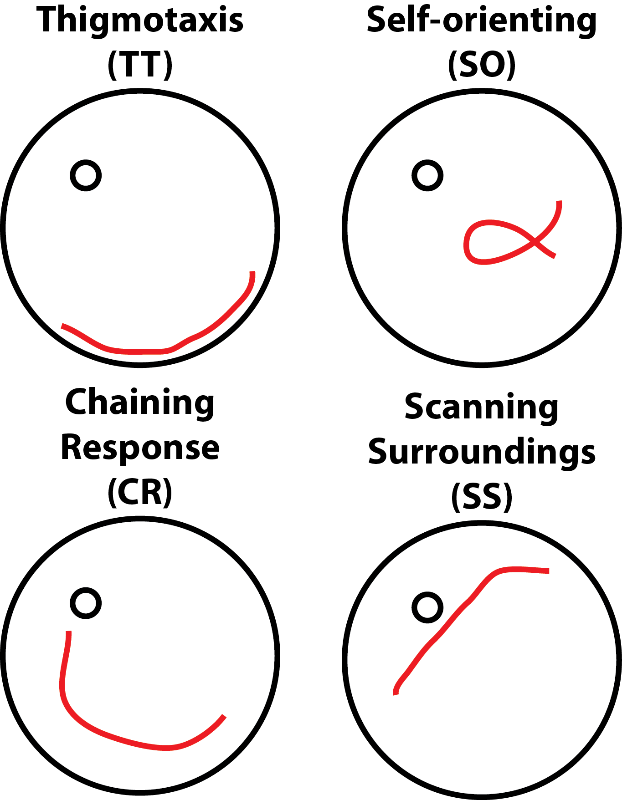 Thigmotaxis
(TT)
Self-orienting
(SO)
Chaining
Response
(CR)
Scanning
Surroundings
(SS)